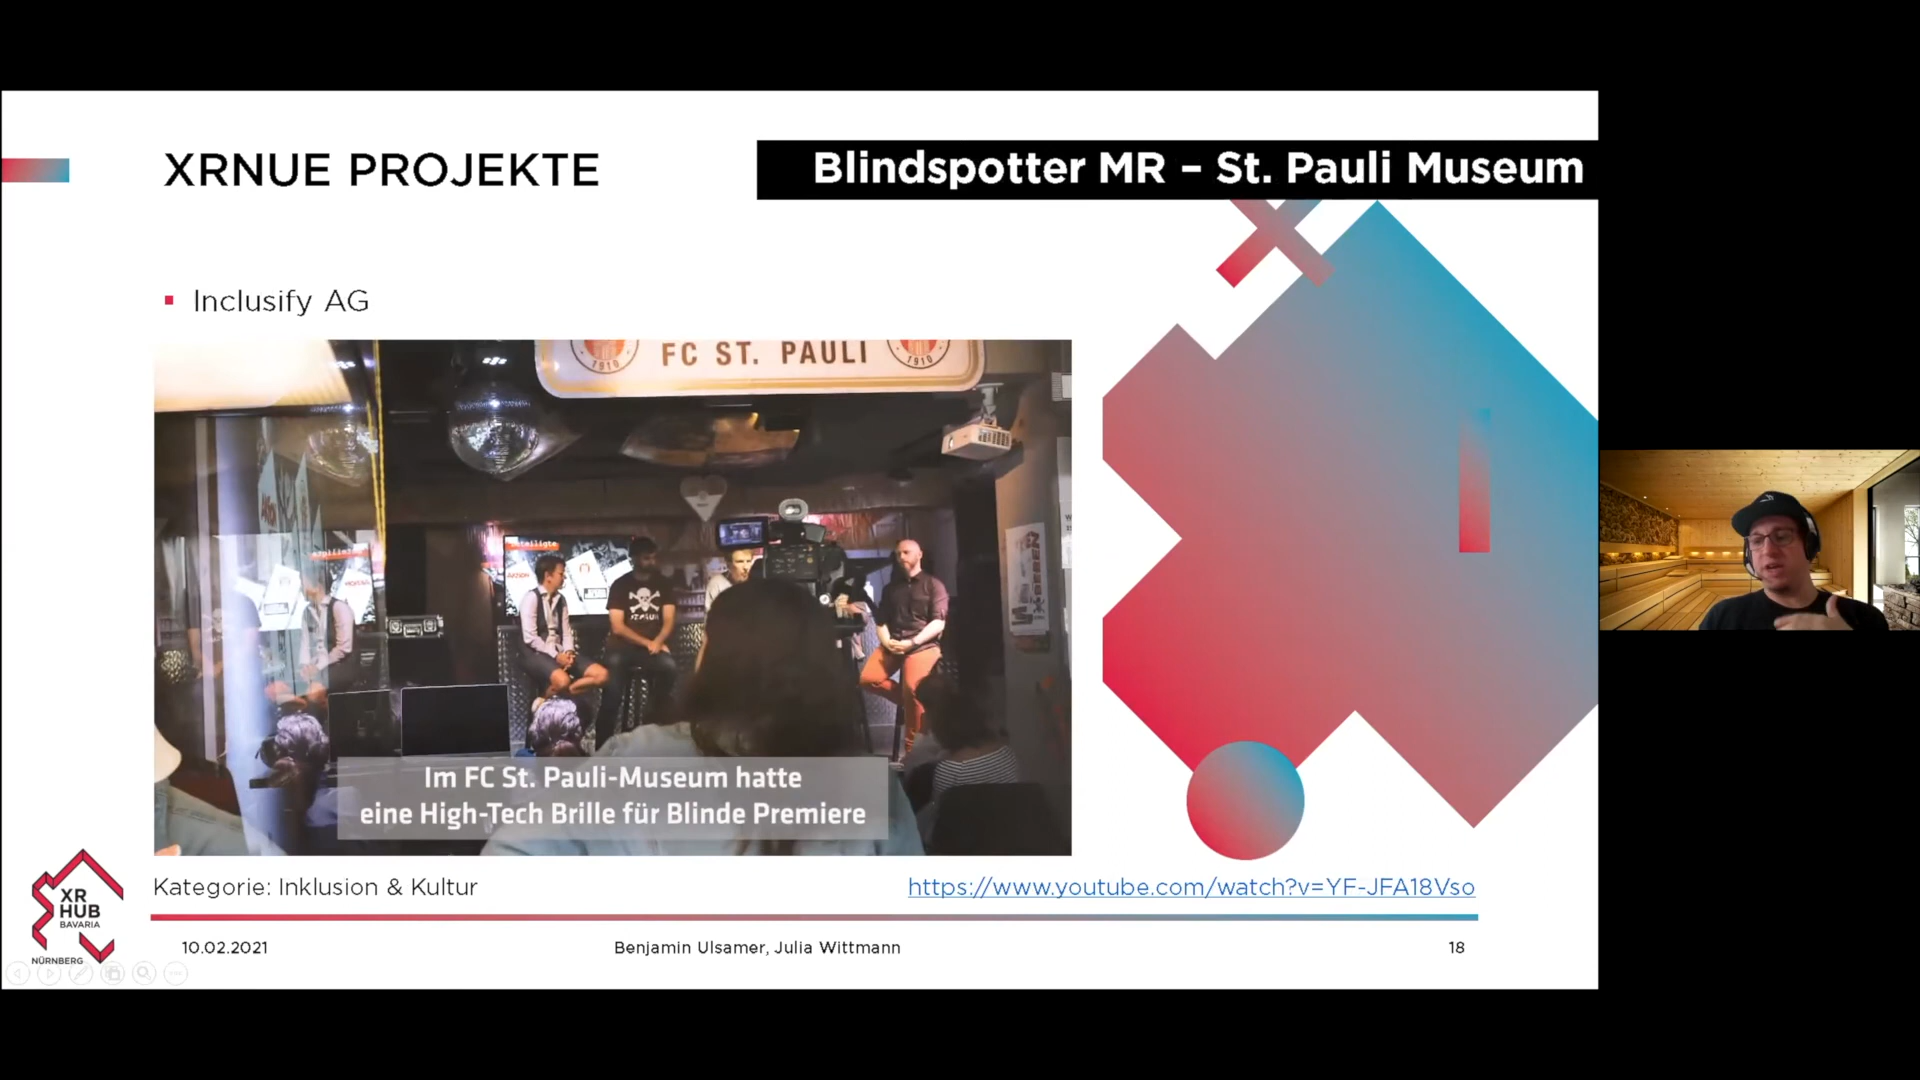 XRNUE PROJEKTE
Blindspotter MR – St. Pauli Museum
Inclusify AG
FC ST. PAULI
1910
1910
Im FC St. Pauli-Museum hatte
eine High-Tech Brille für Blinde Premiere
Kategorie: Inklusion & Kultur
https://www.youtube.com/watch?v=YF-JFA18Vso
XR
HUB
BAVARIA
NÜRNBERG
10.02.2021
Benjamin Ulsamer, Julia Wittmann
18